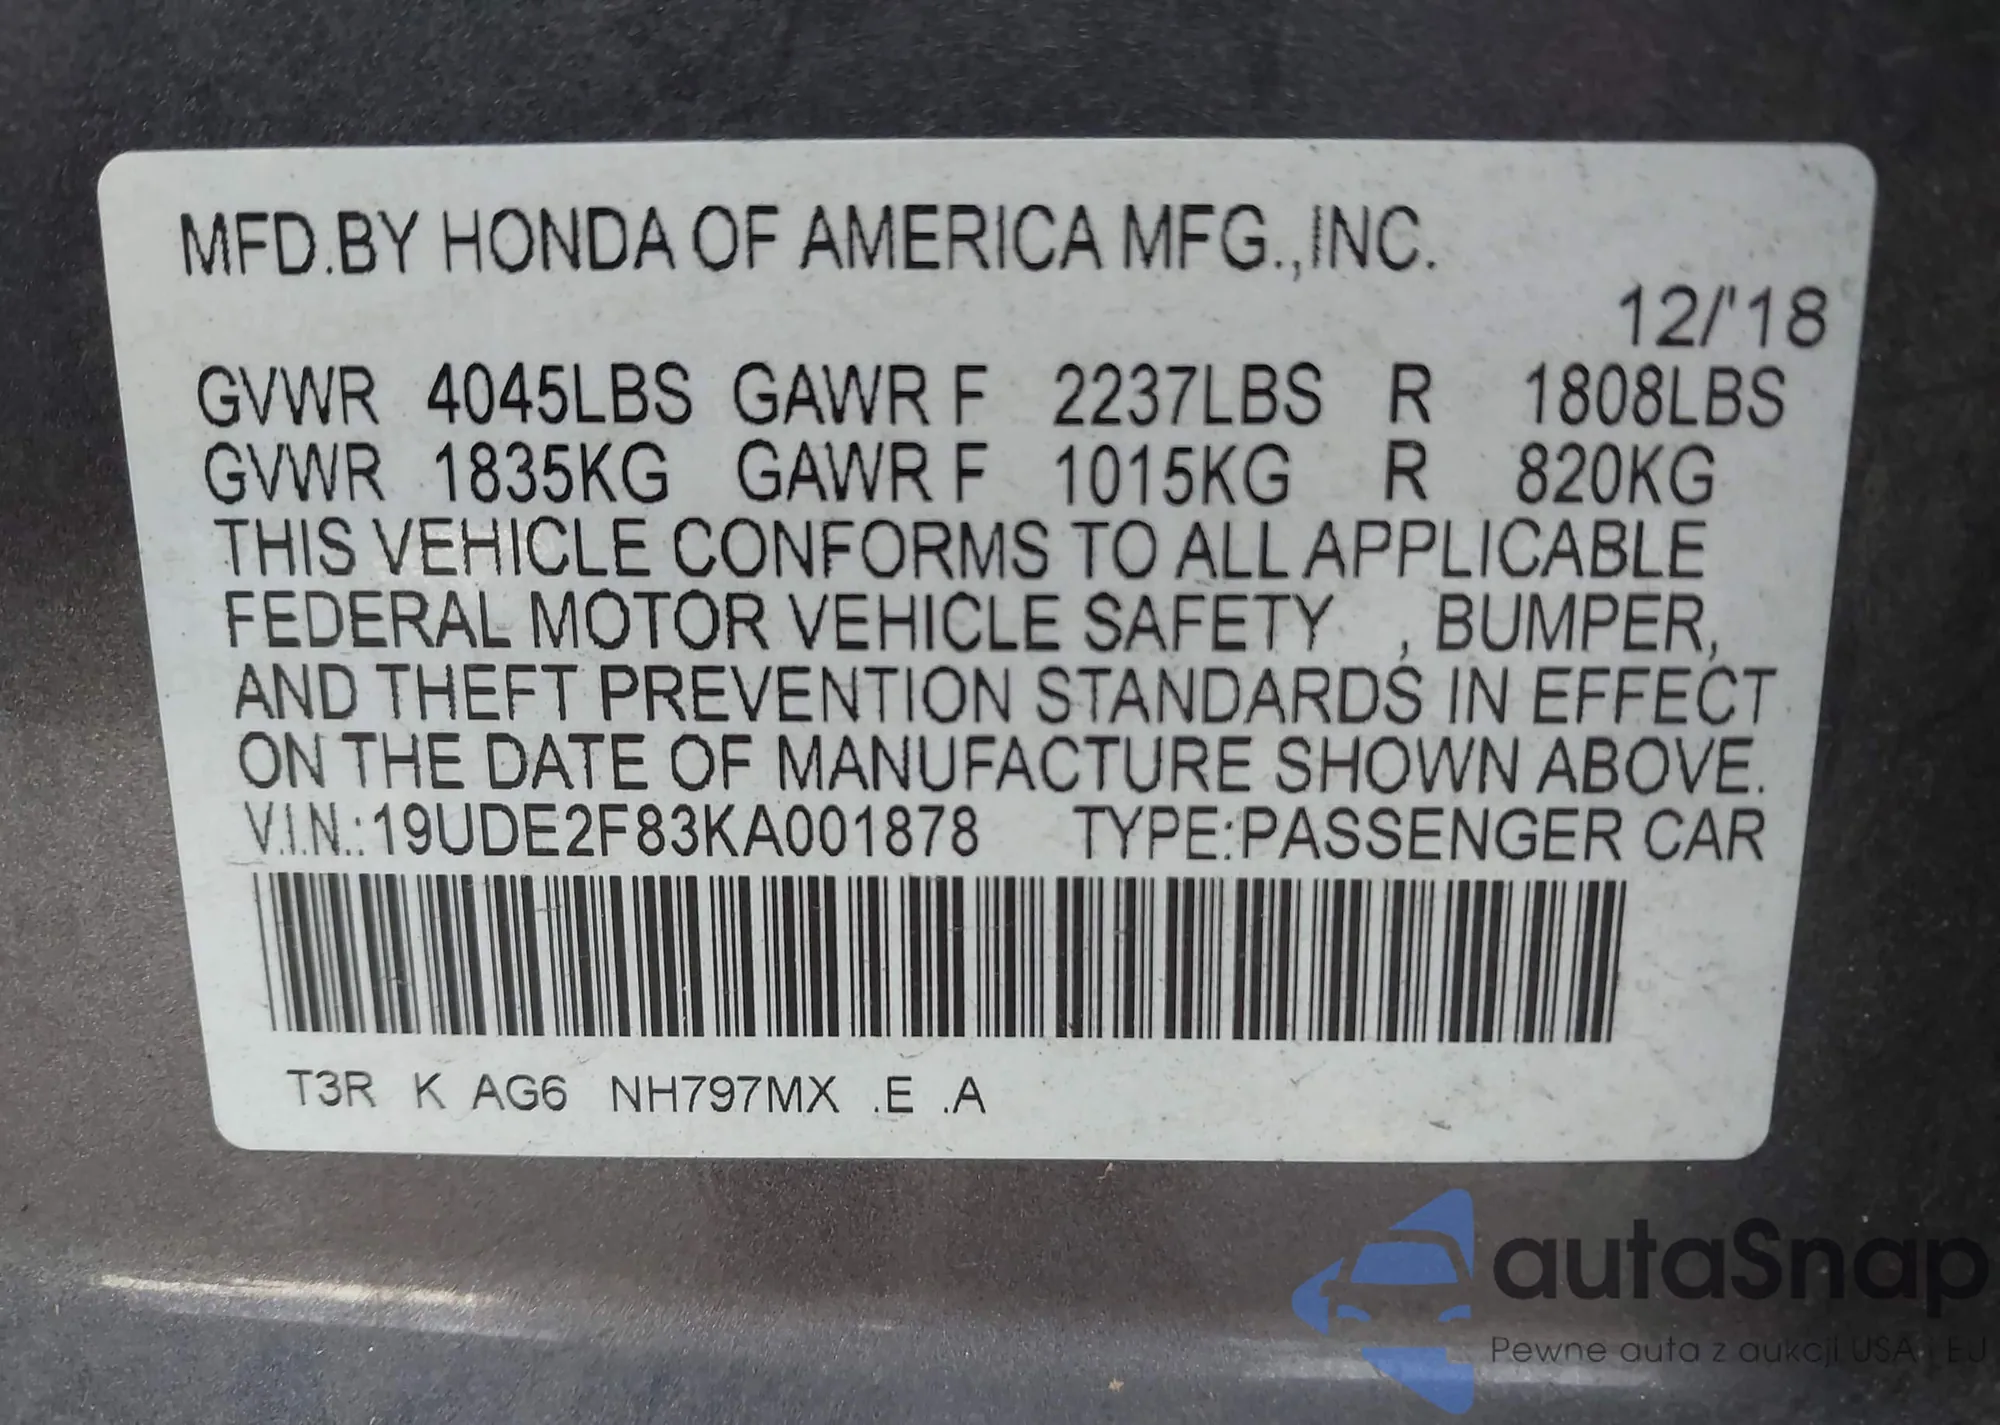 MFD.BY HONDA OF AMERICA MFG.,INC.
12/'18
GVWR 4045LBS GAWR F 2237LBS R 1808LBS
GVWR 1835KG GAWR F 1015KG R 820KG
THIS VEHICLE CONFORMS TO ALL APPLICABLE
FEDERAL MOTOR VEHICLE SAFETY , BUMPER,
AND THEFT PREVENTION STANDARDS IN EFFECT
ON THE DATE OF MANUFACTURE SHOWN ABOVE.
V.I.N.:19UDE2F83KA001878 TYPE:PASSENGER CAR
T3R K AG6 NH797MX .E .A
autaSnap
Pewne auta z aukcji USA i EJ